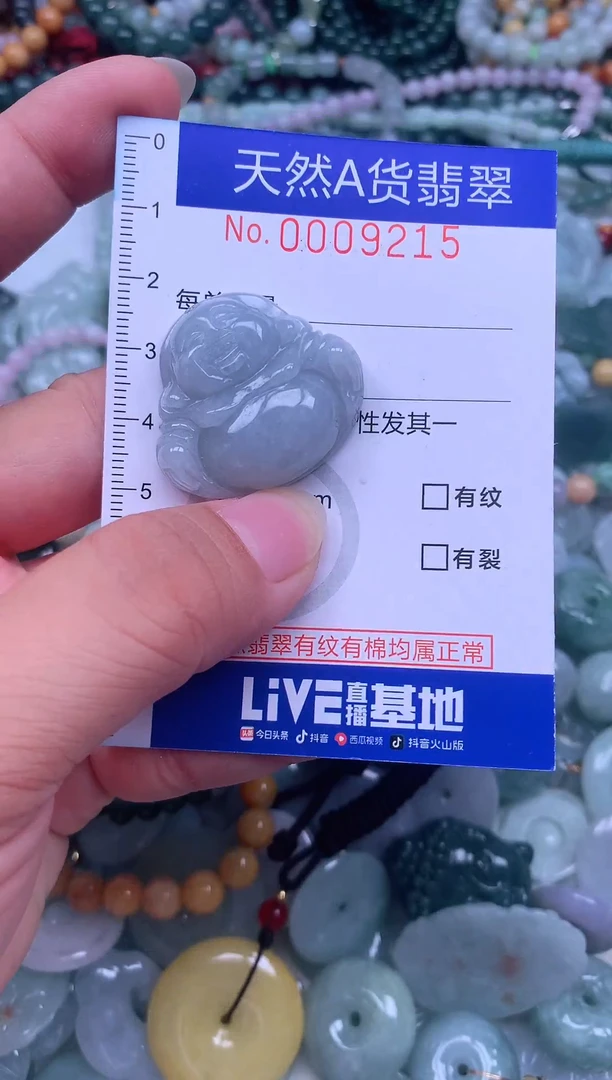 天然A货翡翠
No. 0009215
0
1
2
3
4
5
性发其一
m
□有纹
□有裂
翡翠有纹有棉均属正常
LiVE直播基地
今日头条 抖音 西瓜视频 抖音火山版